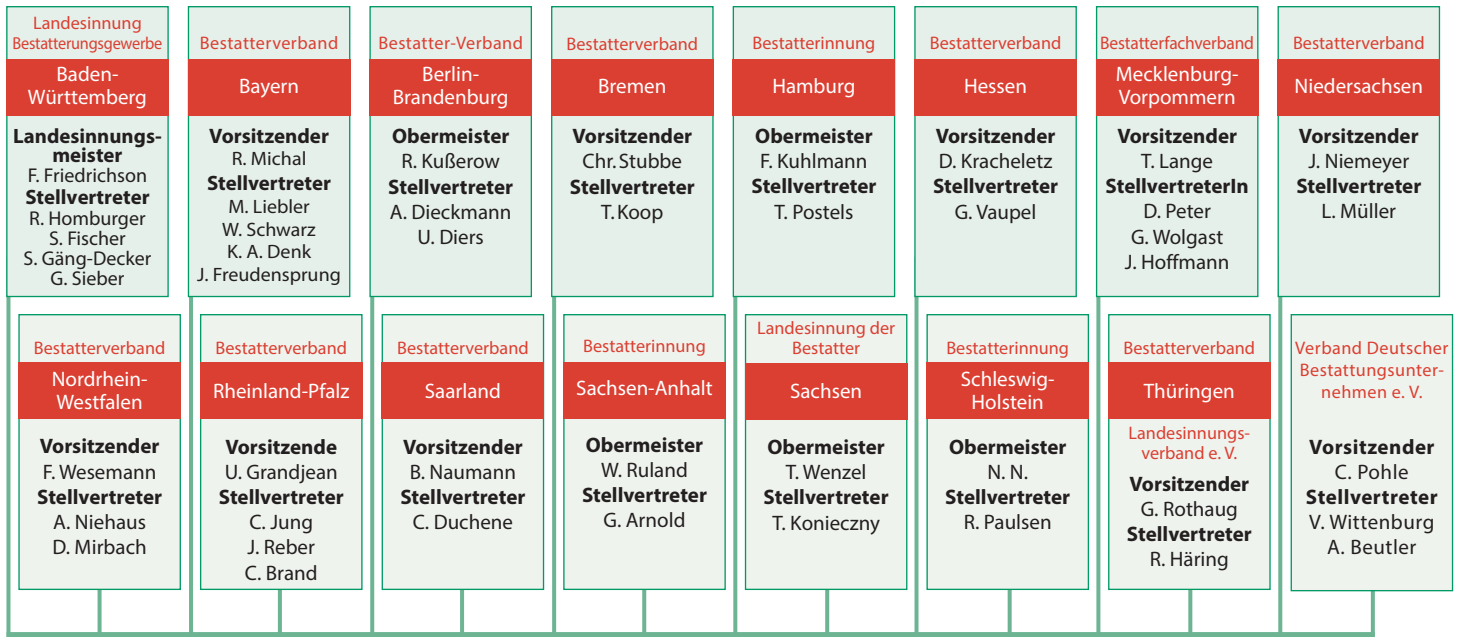 Landesinnung
Bestatterungsgewerbe
Baden-
Württemberg
Landesinnungs-
meister
F. Friedrichson
Stellvertreter
R. Homburger
S. Fischer
S. Gäng-Decker
G. Sieber
Bestatterverband
Bayern
Vorsitzender
R. Michal
Stellvertreter
M. Liebler
W. Schwarz
K. A. Denk
J. Freudensprung
Bestatter-Verband
Berlin-
Brandenburg
Obermeister
R. Kußerow
Stellvertreter
A. Dieckmann
U. Diers
Bestatterverband
Bremen
Vorsitzender
Chr. Stubbe
Stellvertreter
T. Koop
Bestatterinnung
Hamburg
Obermeister
F. Kuhlmann
Stellvertreter
T. Postels
Bestatterverband
Hessen
Vorsitzender
D. Kracheletz
Stellvertreter
G. Vaupel
Bestatterfachverband
Mecklenburg-
Vorpommern
Vorsitzender
T. Lange
StellvertreterIn
D. Peter
G. Wolgast
J. Hoffmann
Bestatterverband
Niedersachsen
Vorsitzender
J. Niemeyer
Stellvertreter
L. Müller
Bestatterverband
Nordrhein-
Westfalen
Vorsitzender
F. Wesemann
Stellvertreter
A. Niehaus
D. Mirbach
Bestatterverband
Rheinland-Pfalz
Vorsitzende
U. Grandjean
Stellvertreter
C. Jung
J. Reber
C. Brand
Bestatterverband
Saarland
Vorsitzender
B. Naumann
Stellvertreter
C. Duchene
Bestatterinnung
Sachsen-Anhalt
Obermeister
W. Ruland
Stellvertreter
G. Arnold
Landesinnung der
Bestatter
Sachsen
Obermeister
T. Wenzel
Stellvertreter
T. Konieczny
Bestatterinnung
Schleswig-
Holstein
Obermeister
N. N.
Stellvertreter
R. Paulsen
Bestatterverband
Thüringen
Landesinnungs-
verband e. V.
Vorsitzender
G. Rothaug
Stellvertreter
R. Häring
Verband Deutscher
Bestattungsunter-
nehmen e. V.
Vorsitzender
C. Pohle
Stellvertreter
V. Wittenburg
A. Beutler